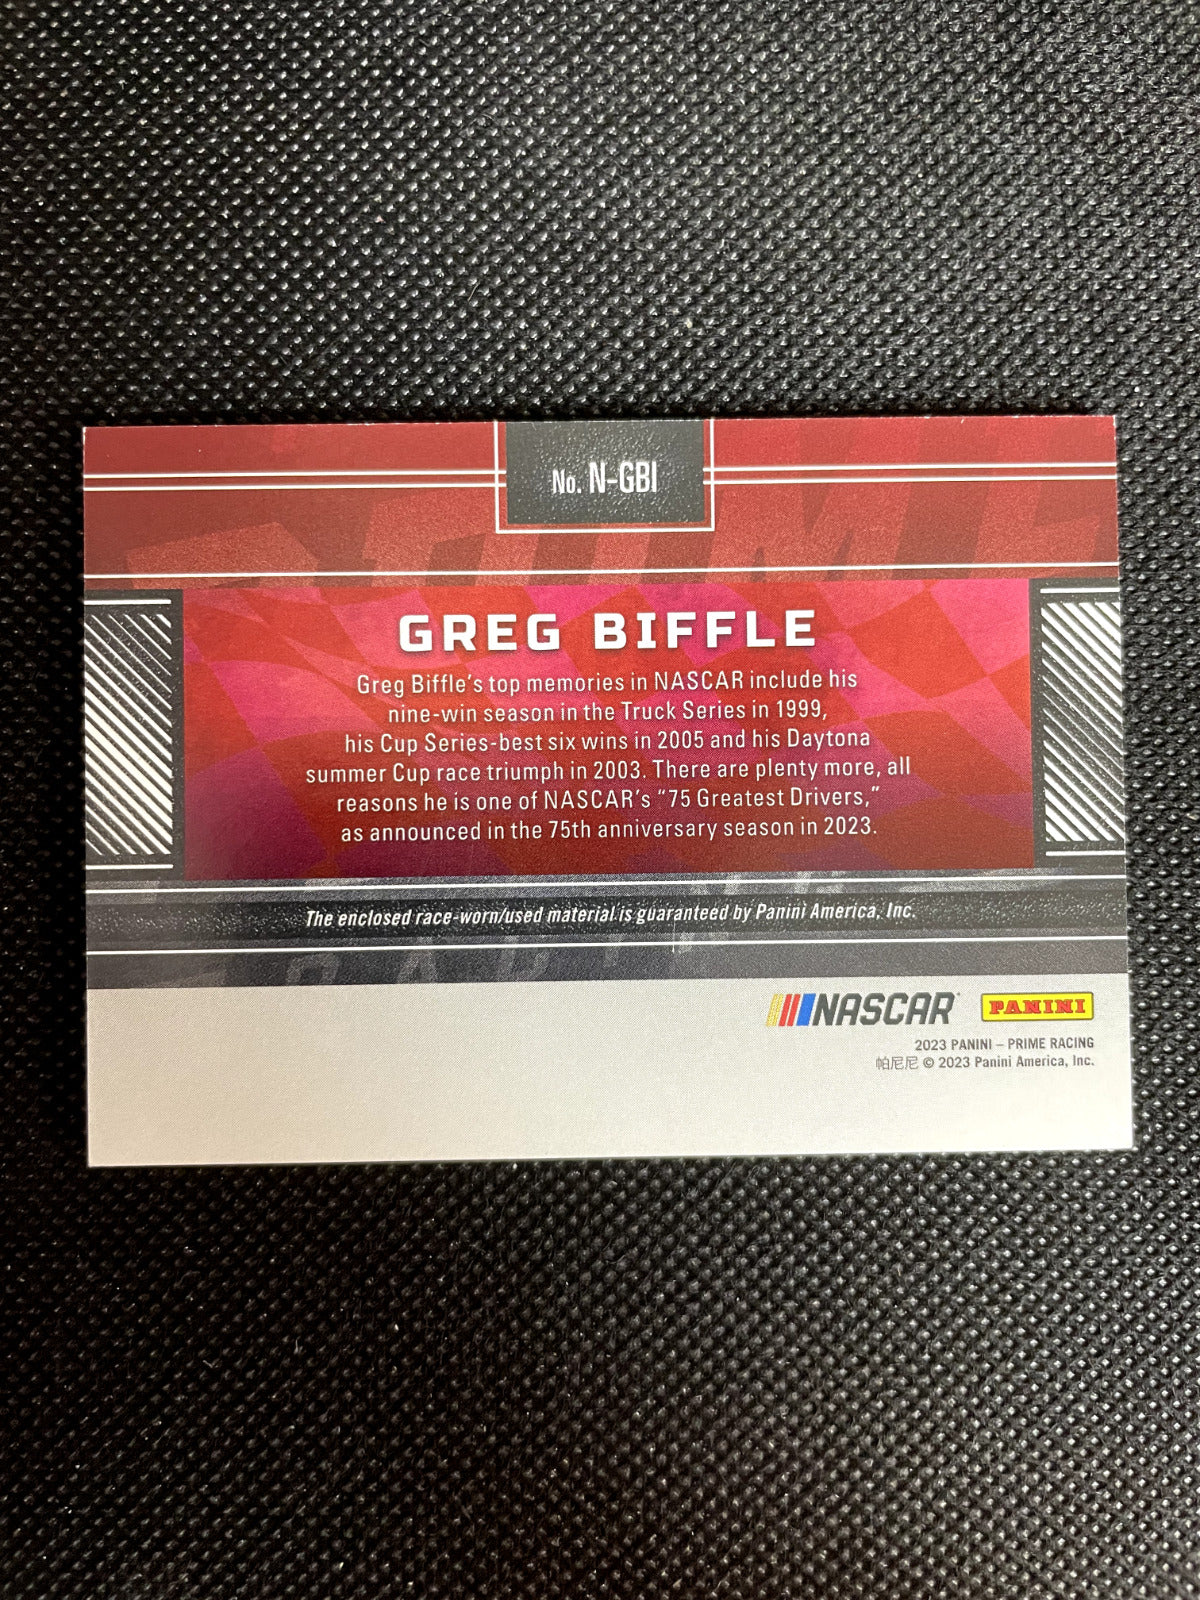 No. N-GBI
GREG BIFFLE
Greg Biffle's top memories in NASCAR include his
nine-win season in the Truck Series in 1999,
his Cup Series-best six wins in 2005 and his Daytona
summer Cup race triumph in 2003. There are plenty more, all
reasons he is one of NASCAR's "75 Greatest Drivers,"
as announced in the 75th anniversary season in 2023.
The enclosed race-worn/used material is guaranteed by Panini America, Inc.
NASCAR PANINI
2023 PANINI – PRIME RACING
帕尼尼 © 2023 Panini America, Inc.